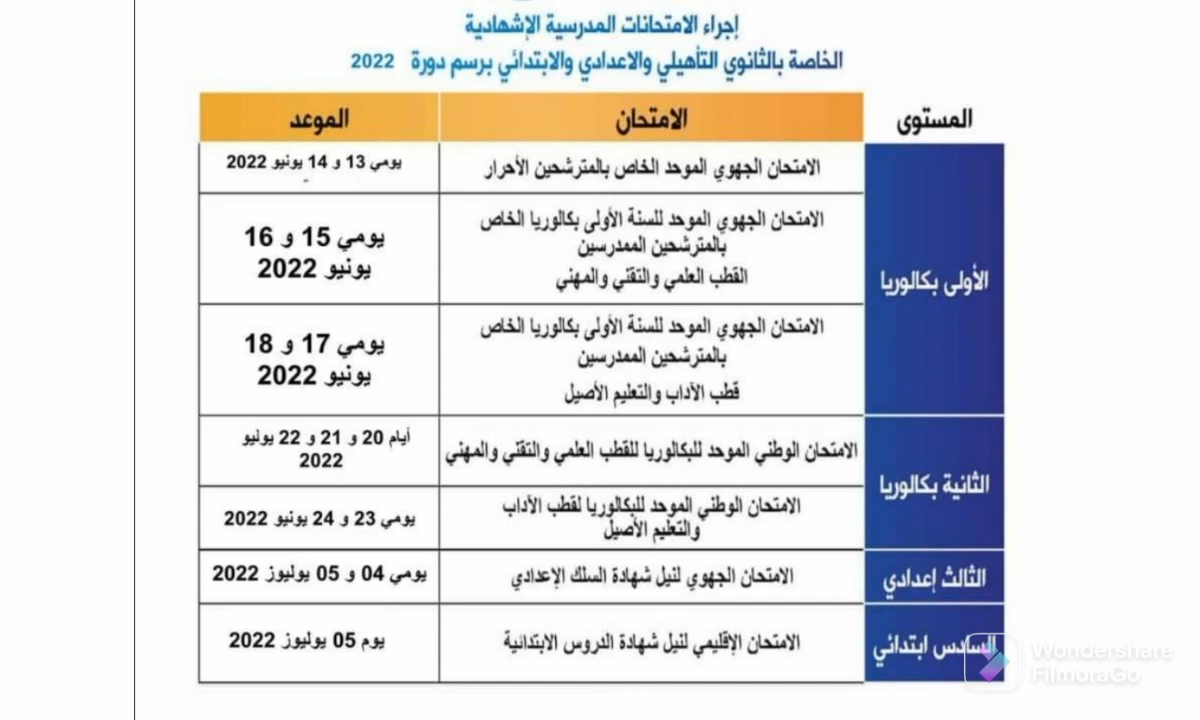 إجراء الامتحانات المدرسية الإشهادية
الخاصة بالثانوي التأهيلي والاعدادي والابتدائي برسم دورة 2022
المستوى
الامتحان
الموعد
الأولى بكالوريا
الامتحان الجهوي الموحد الخاص بالمترشحين الأحرار
يومي 13 و 14 يونيو 2022
الامتحان الجهوي الموحد للسنة الأولى بكالوريا الخاص
بالمترشحين الممدرسين
القطب العلمي والتقني والمهني
يومي 15 و 16
يونيو 2022
الامتحان الجهوي الموحد للسنة الأولى بكالوريا الخاص
بالمترشحين الممدرسين
قطب الآداب والتعليم الأصيل
يومي 17 و 18
يونيو 2022
الثانية بكالوريا
الامتحان الوطني الموحد للبكالوريا للقطب العلمي والتقني والمهني
أيام 20 و 21 و 22 يوليو
2022
الامتحان الوطني الموحد للبكالوريا لقطب الآداب
والتعليم الأصيل
يومي 23 و 24 يونيو 2022
الثالث إعدادي
الامتحان الجهوي لنيل شهادة السلك الإعدادي
يومي 04 و 05 يوليوز 2022
السادس ابتدائي
الامتحان الإقليمي لنيل شهادة الدروس الابتدائية
يوم 05 يوليوز 2022
Wondershare
FilmoraGo